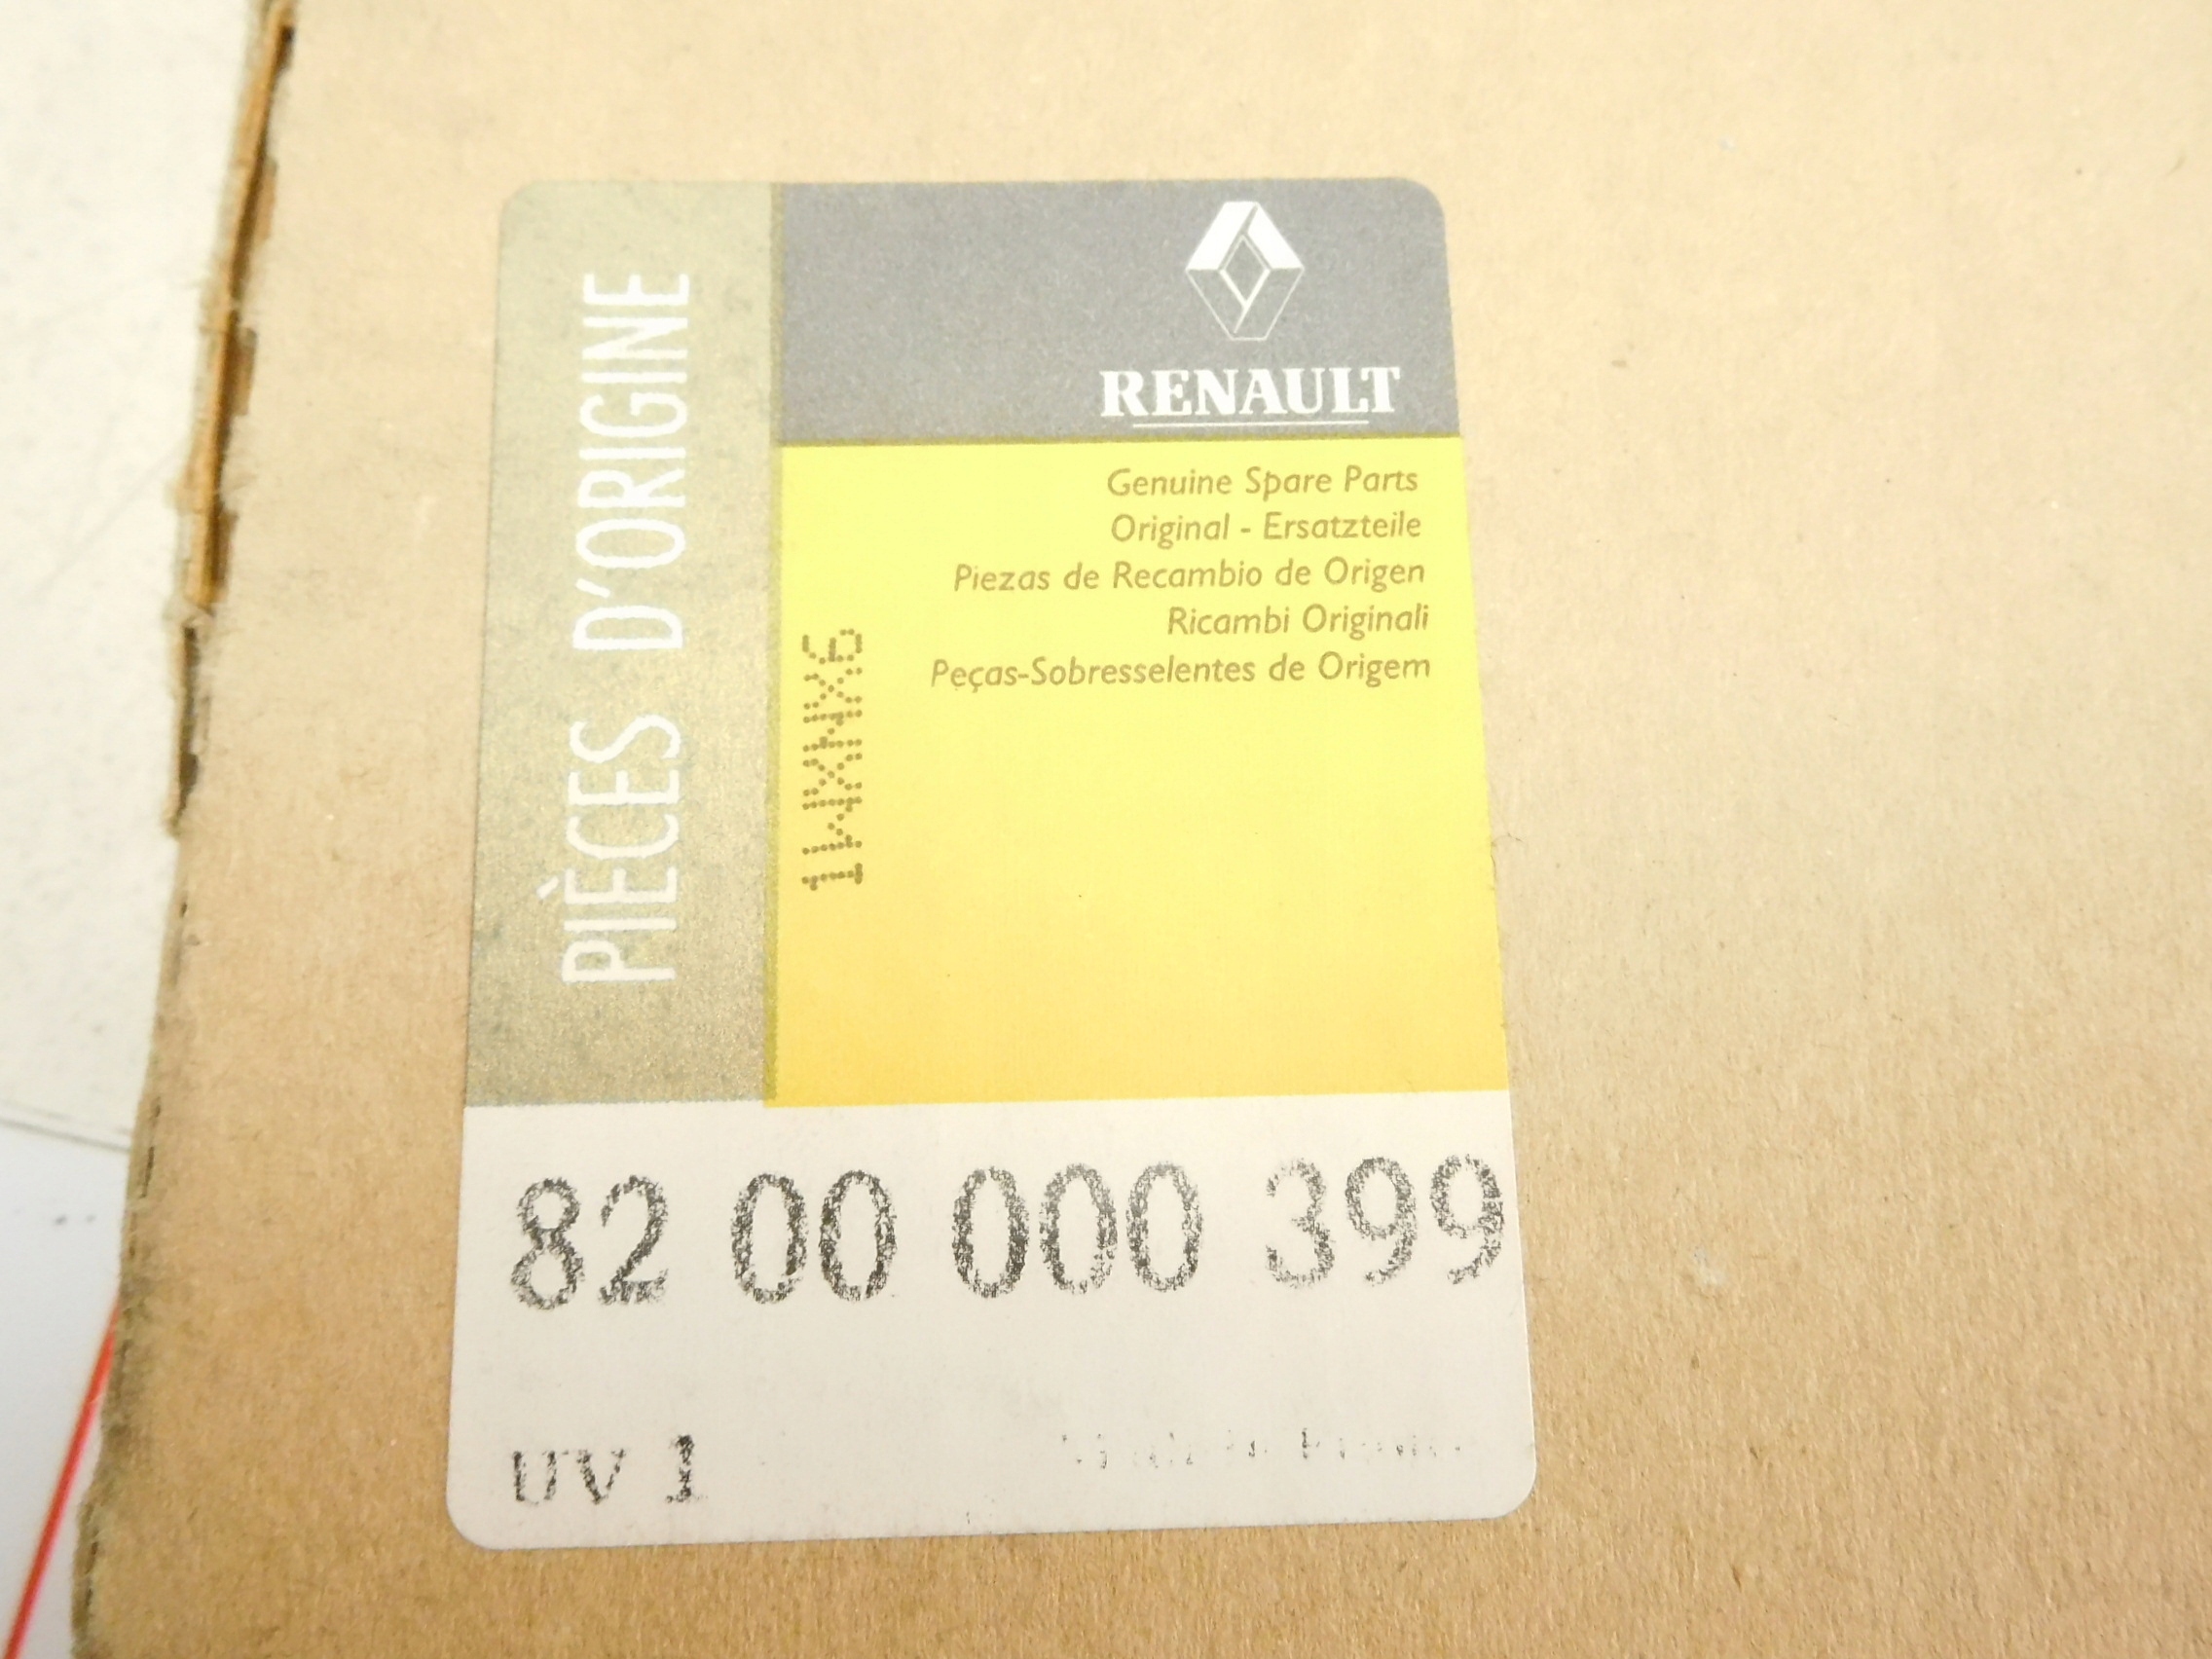 PIÈCES D'ORIGINE
RENAULT
Genuine Spare Parts
Original - Ersatzteile
Piezas de Recambio de Origen
Ricambi Originali
Peças-Sobresselentes de Origem
82 00 000 399
UV 1